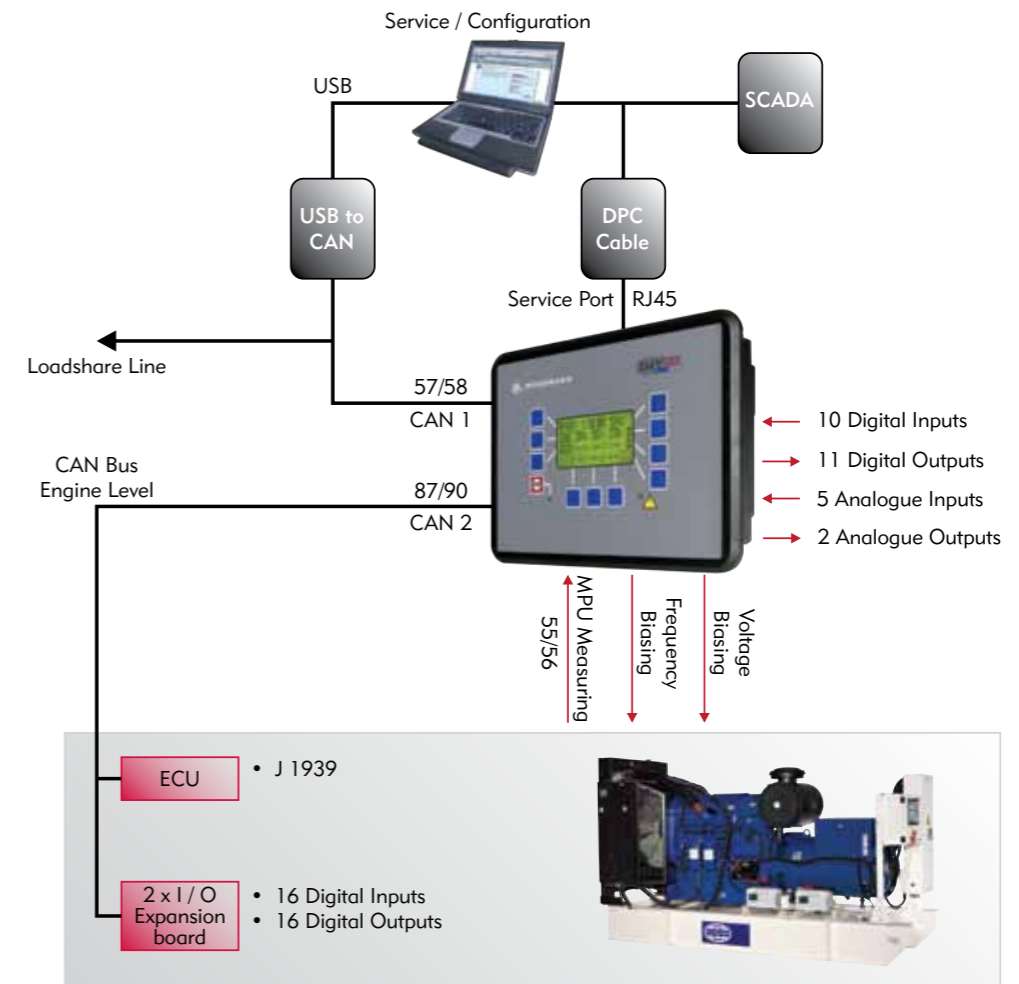 Service / Configuration
USB
SCADA
USB to
CAN
DPC
Cable
Service Port
RJ45
Loadshare Line
57/58
CAN 1
WOODWARD
10 Digital Inputs
11 Digital Outputs
5 Analogue Inputs
2 Analogue Outputs
CAN Bus
Engine Level
87/90
CAN 2
MPU Measuring
55/56
Frequency
Biasing
Voltage
Biasing
ECU
• J 1939
2 x I / O
Expansion
board
• 16 Digital Inputs
• 16 Digital Outputs